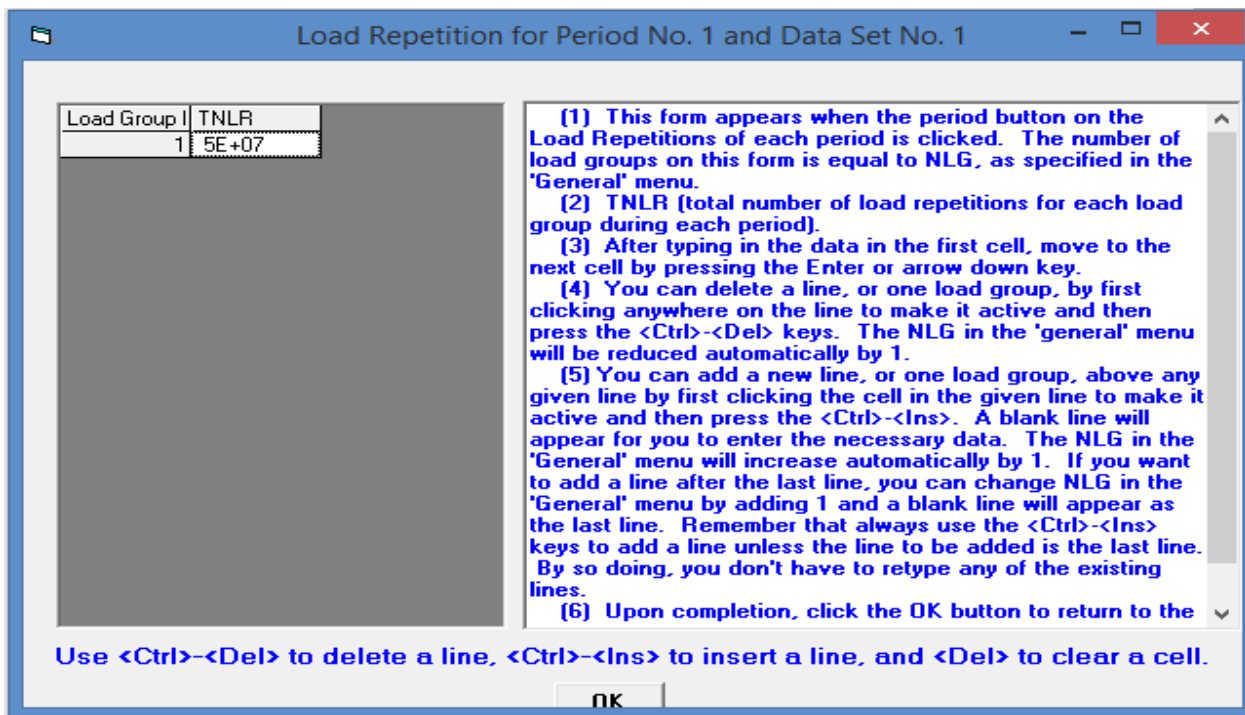 Load Repetition for Period No. 1 and Data Set No. 1
Load Group I TNLR
1 5E+07
(1) This form appears when the period button on the
Load Repetitions of each period is clicked. The number of
load groups on this form is equal to NLG, as specified in the
'General' menu.
(2) TNLR (total number of load repetitions for each load
group during each period).
(3) After typing in the data in the first cell, move to the
next cell by pressing the Enter or arrow down key.
(4) You can delete a line, or one load group, by first
clicking anywhere on the line to make it active and then
press the <Ctrl>-<Del> keys. The NLG in the 'general' menu
will be reduced automatically by 1.
(5) You can add a new line, or one load group, above any
given line by first clicking the cell in the given line to make it
active and then press the <Ctrl>-<Ins>. A blank line will
appear for you to enter the necessary data. The NLG in the
'General' menu will increase automatically by 1. If you want
to add a line after the last line, you can change NLG in the
'General' menu by adding 1 and a blank line will appear as
the last line. Remember that always use the <Ctrl>-<Ins>
keys to add a line unless the line to be added is the last line.
By so doing, you don't have to retype any of the existing
lines.
(6) Upon completion, click the OK button to return to the
Use <Ctrl>-<Del> to delete a line, <Ctrl>-<Ins> to insert a line, and <Del> to clear a cell.
OK